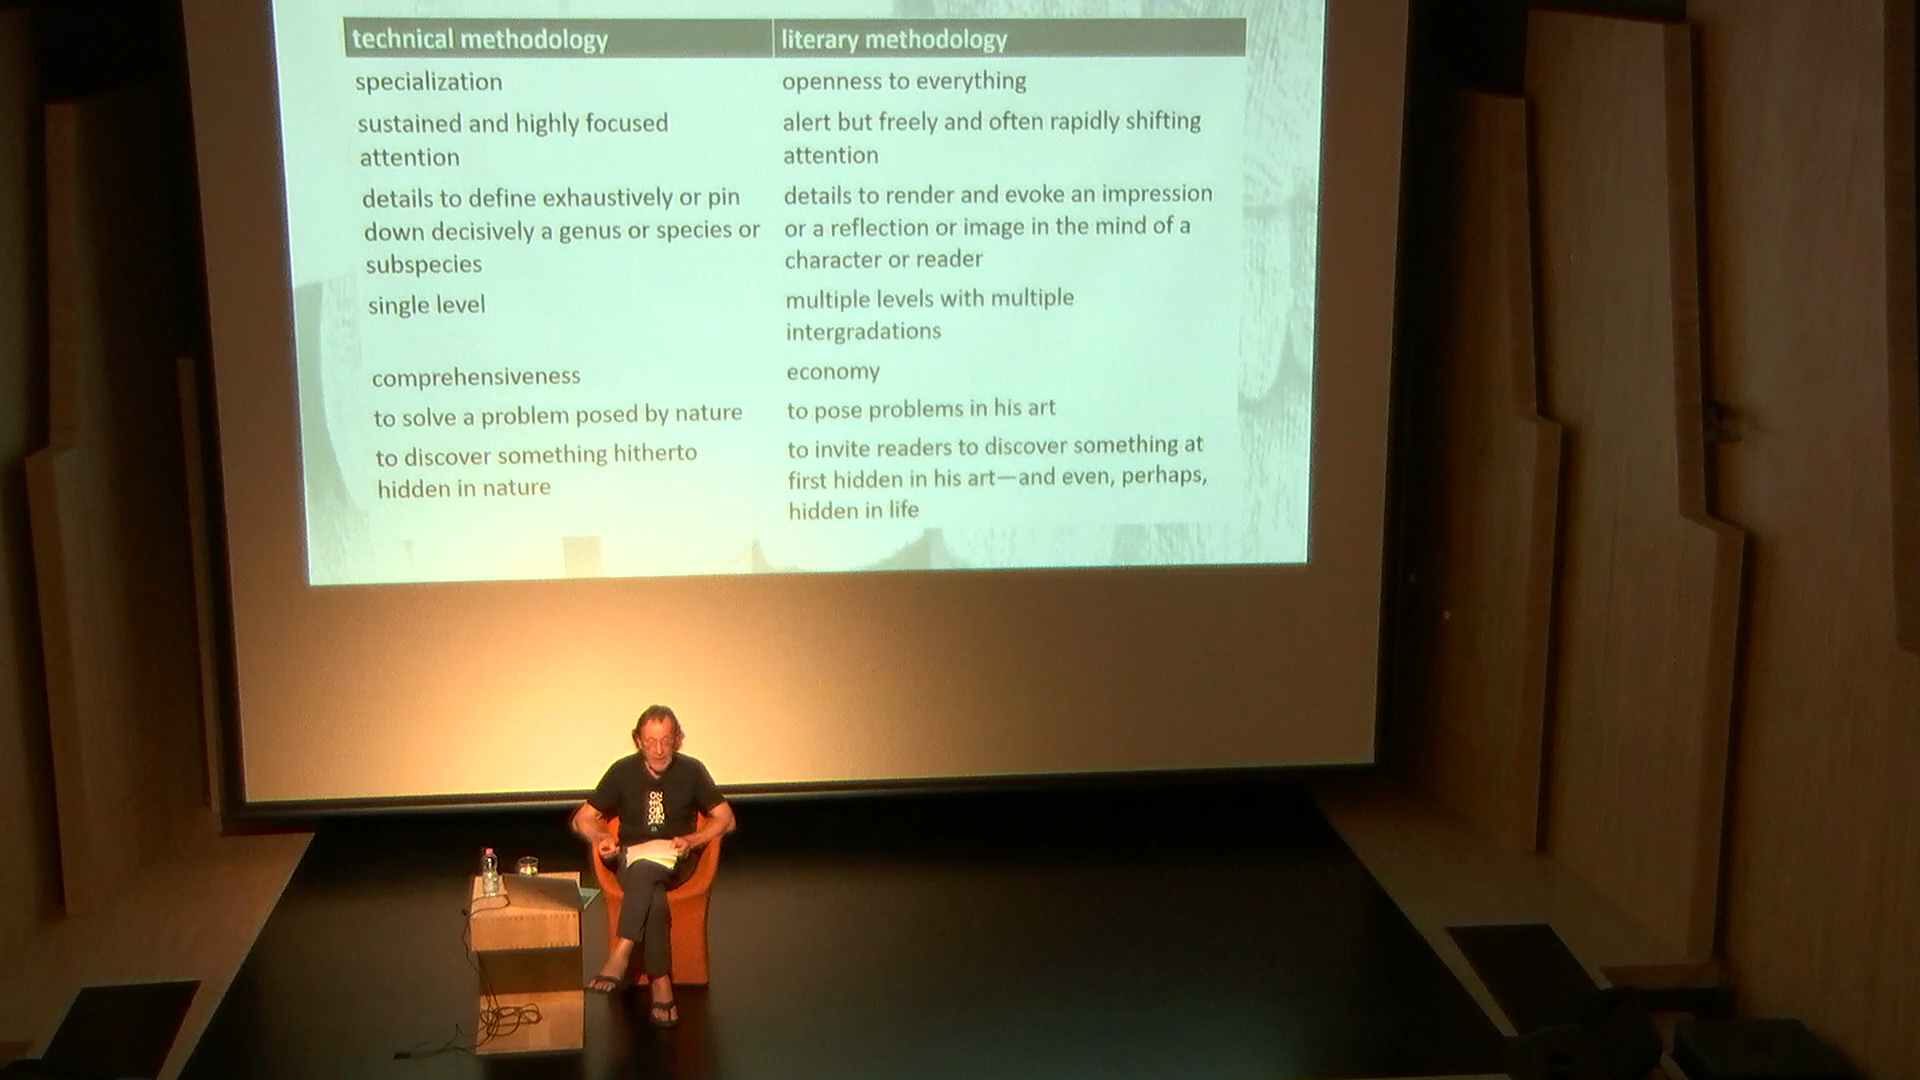 technical methodology
literary methodology
specialization
openness to everything
sustained and highly focused
attention
alert but freely and often rapidly shifting
attention
details to define exhaustively or pin
down decisively a genus or species or
subspecies
details to render and evoke an impression
or a reflection or image in the mind of a
character or reader
single level
multiple levels with multiple
intergradations
comprehensiveness
economy
to solve a problem posed by nature
to pose problems in his art
to discover something hitherto
hidden in nature
to invite readers to discover something at
first hidden in his art—and even, perhaps,
hidden in life
ON
GIN